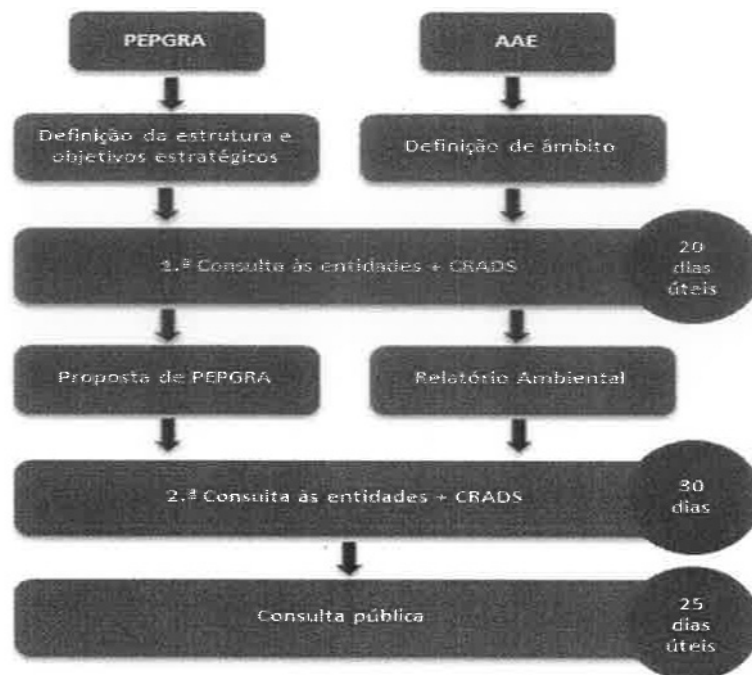 PEPGRA
AAE
Definição da estrutura e
objetivos estratégicos
Definição de âmbito
1.ª Consulta às entidades + CRADS
20
dias
úteis
Proposta de PEPGRA
Relatório Ambiental
2.ª Consulta às entidades + CRADS
30
dias
Consulta pública
25
dias
úteis